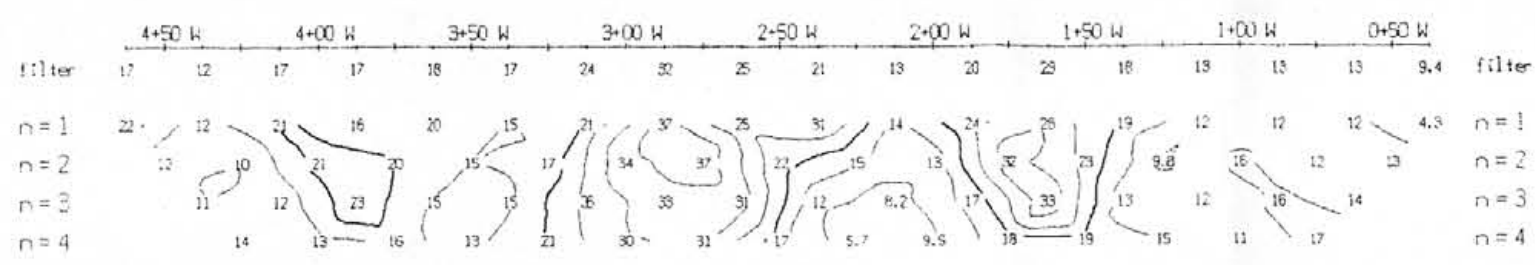 4+50 W 4+00 W 3+50 W 3+00 W 2+50 W 2+00 W 1+50 W 1+00 W 0+50 W
filter 17 12 17 17 18 17 24 32 25 21 13 20 23 18 13 13 13 9.4 filter
n=1 22 12 21 16 20 15 21 37 25 31 14 24 28 19 12 12 12 4.3 n=1
n=2 13 10 21 20 15 17 34 37 22 15 13 32 23 9.8 16 12 13 n=2
n=3 11 12 23 15 15 35 33 31 12 8.2 17 33 13 12 16 14 n=3
n=4 14 13 16 13 21 30 31 17 5.7 9.5 18 19 15 11 17 n=4